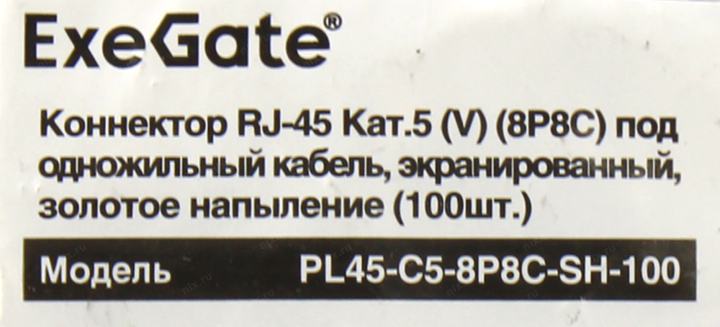 ExeGate®
Коннектор RJ-45 Кат.5 (V) (8P8C) под
одножильный кабель, экранированный,
золотое напыление (100шт.)
Модель PL45-C5-8P8C-SH-100